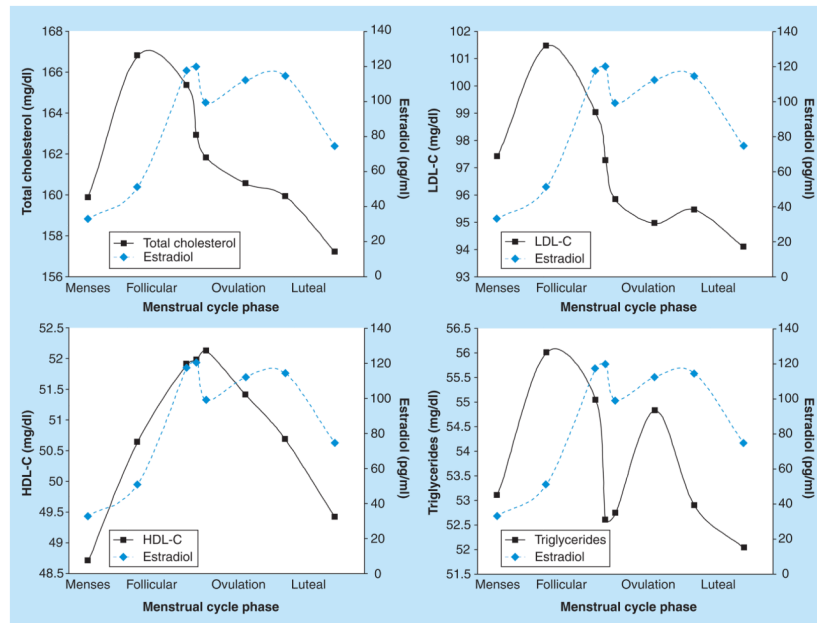 168
166
164
162
160
158
156
Total cholesterol (mg/dl)
140
120
100
80
60
40
20
0
Estradiol (pg/ml)
Total cholesterol
Estradiol
Menses Follicular Ovulation Luteal
Menstrual cycle phase
102
101
100
99
98
97
96
95
94
93
LDL-C (mg/dl)
140
120
100
80
60
40
20
0
Estradiol (pg/ml)
LDL-C
Estradiol
Menses Follicular Ovulation Luteal
Menstrual cycle phase
52.5
52
51.5
51
50.5
50
49.5
49
48.5
HDL-C (mg/dl)
140
120
100
80
60
40
20
0
Estradiol (pg/ml)
HDL-C
Estradiol
Menses Follicular Ovulation Luteal
Menstrual cycle phase
56.5
56
55.5
55
54.5
54
53.5
53
52.5
52
51.5
Triglycerides (mg/dl)
140
120
100
80
60
40
20
0
Estradiol (pg/ml)
Triglycerides
Estradiol
Menses Follicular Ovulation Luteal
Menstrual cycle phase